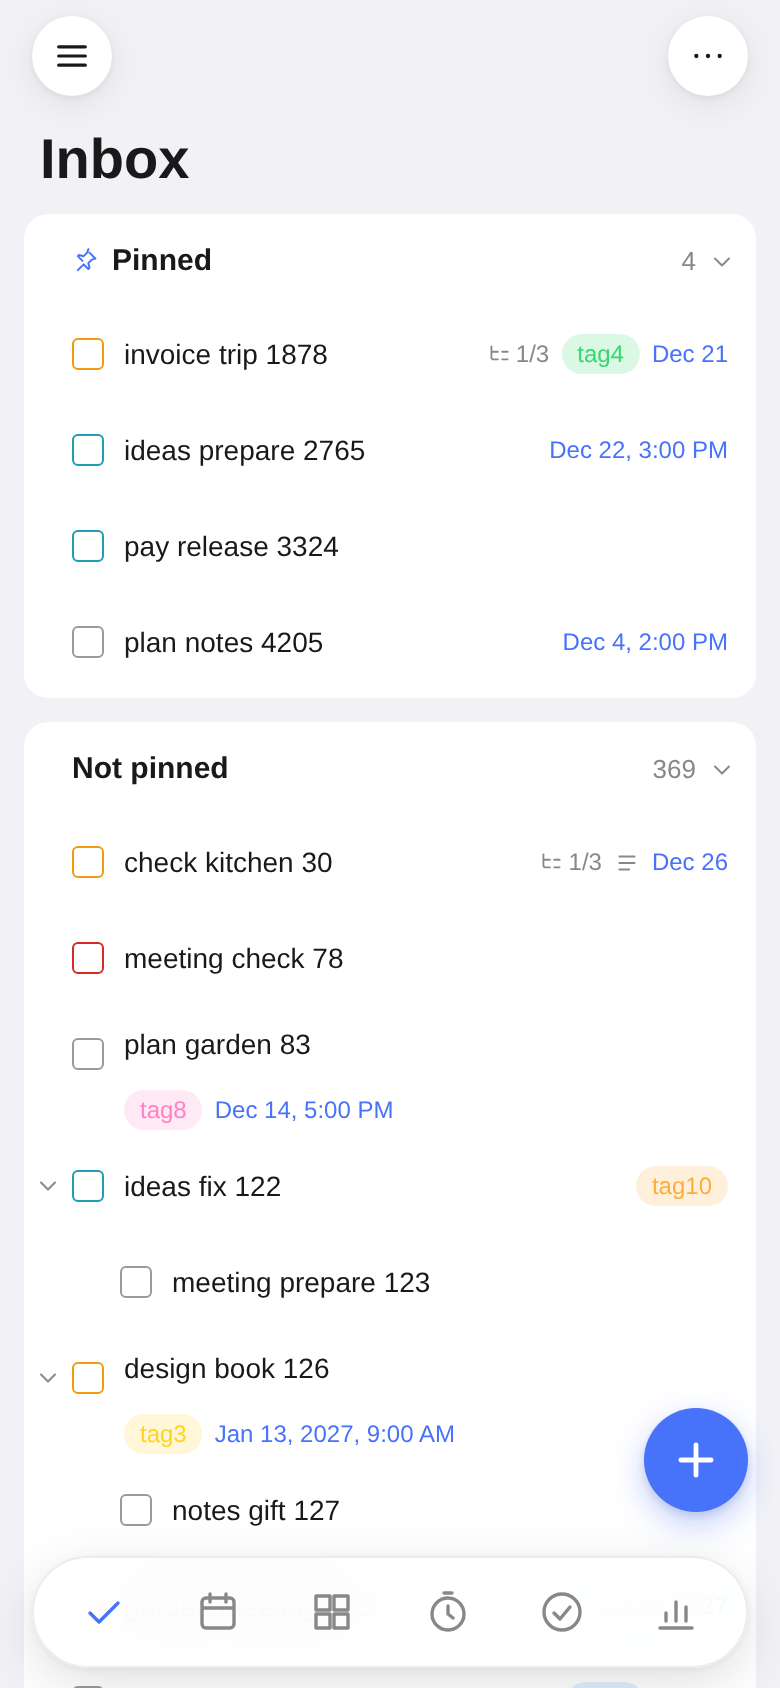 Inbox
Pinned 4
invoice trip 1878 1/3 tag4 Dec 21
ideas prepare 2765 Dec 22, 3:00 PM
pay release 3324
plan notes 4205 Dec 4, 2:00 PM
Not pinned 369
check kitchen 30 1/3 Dec 26
meeting check 78
plan garden 83
tag8 Dec 14, 5:00 PM
ideas fix 122 tag10
meeting prepare 123
design book 126
tag3 Jan 13, 2027, 9:00 AM
notes gift 127